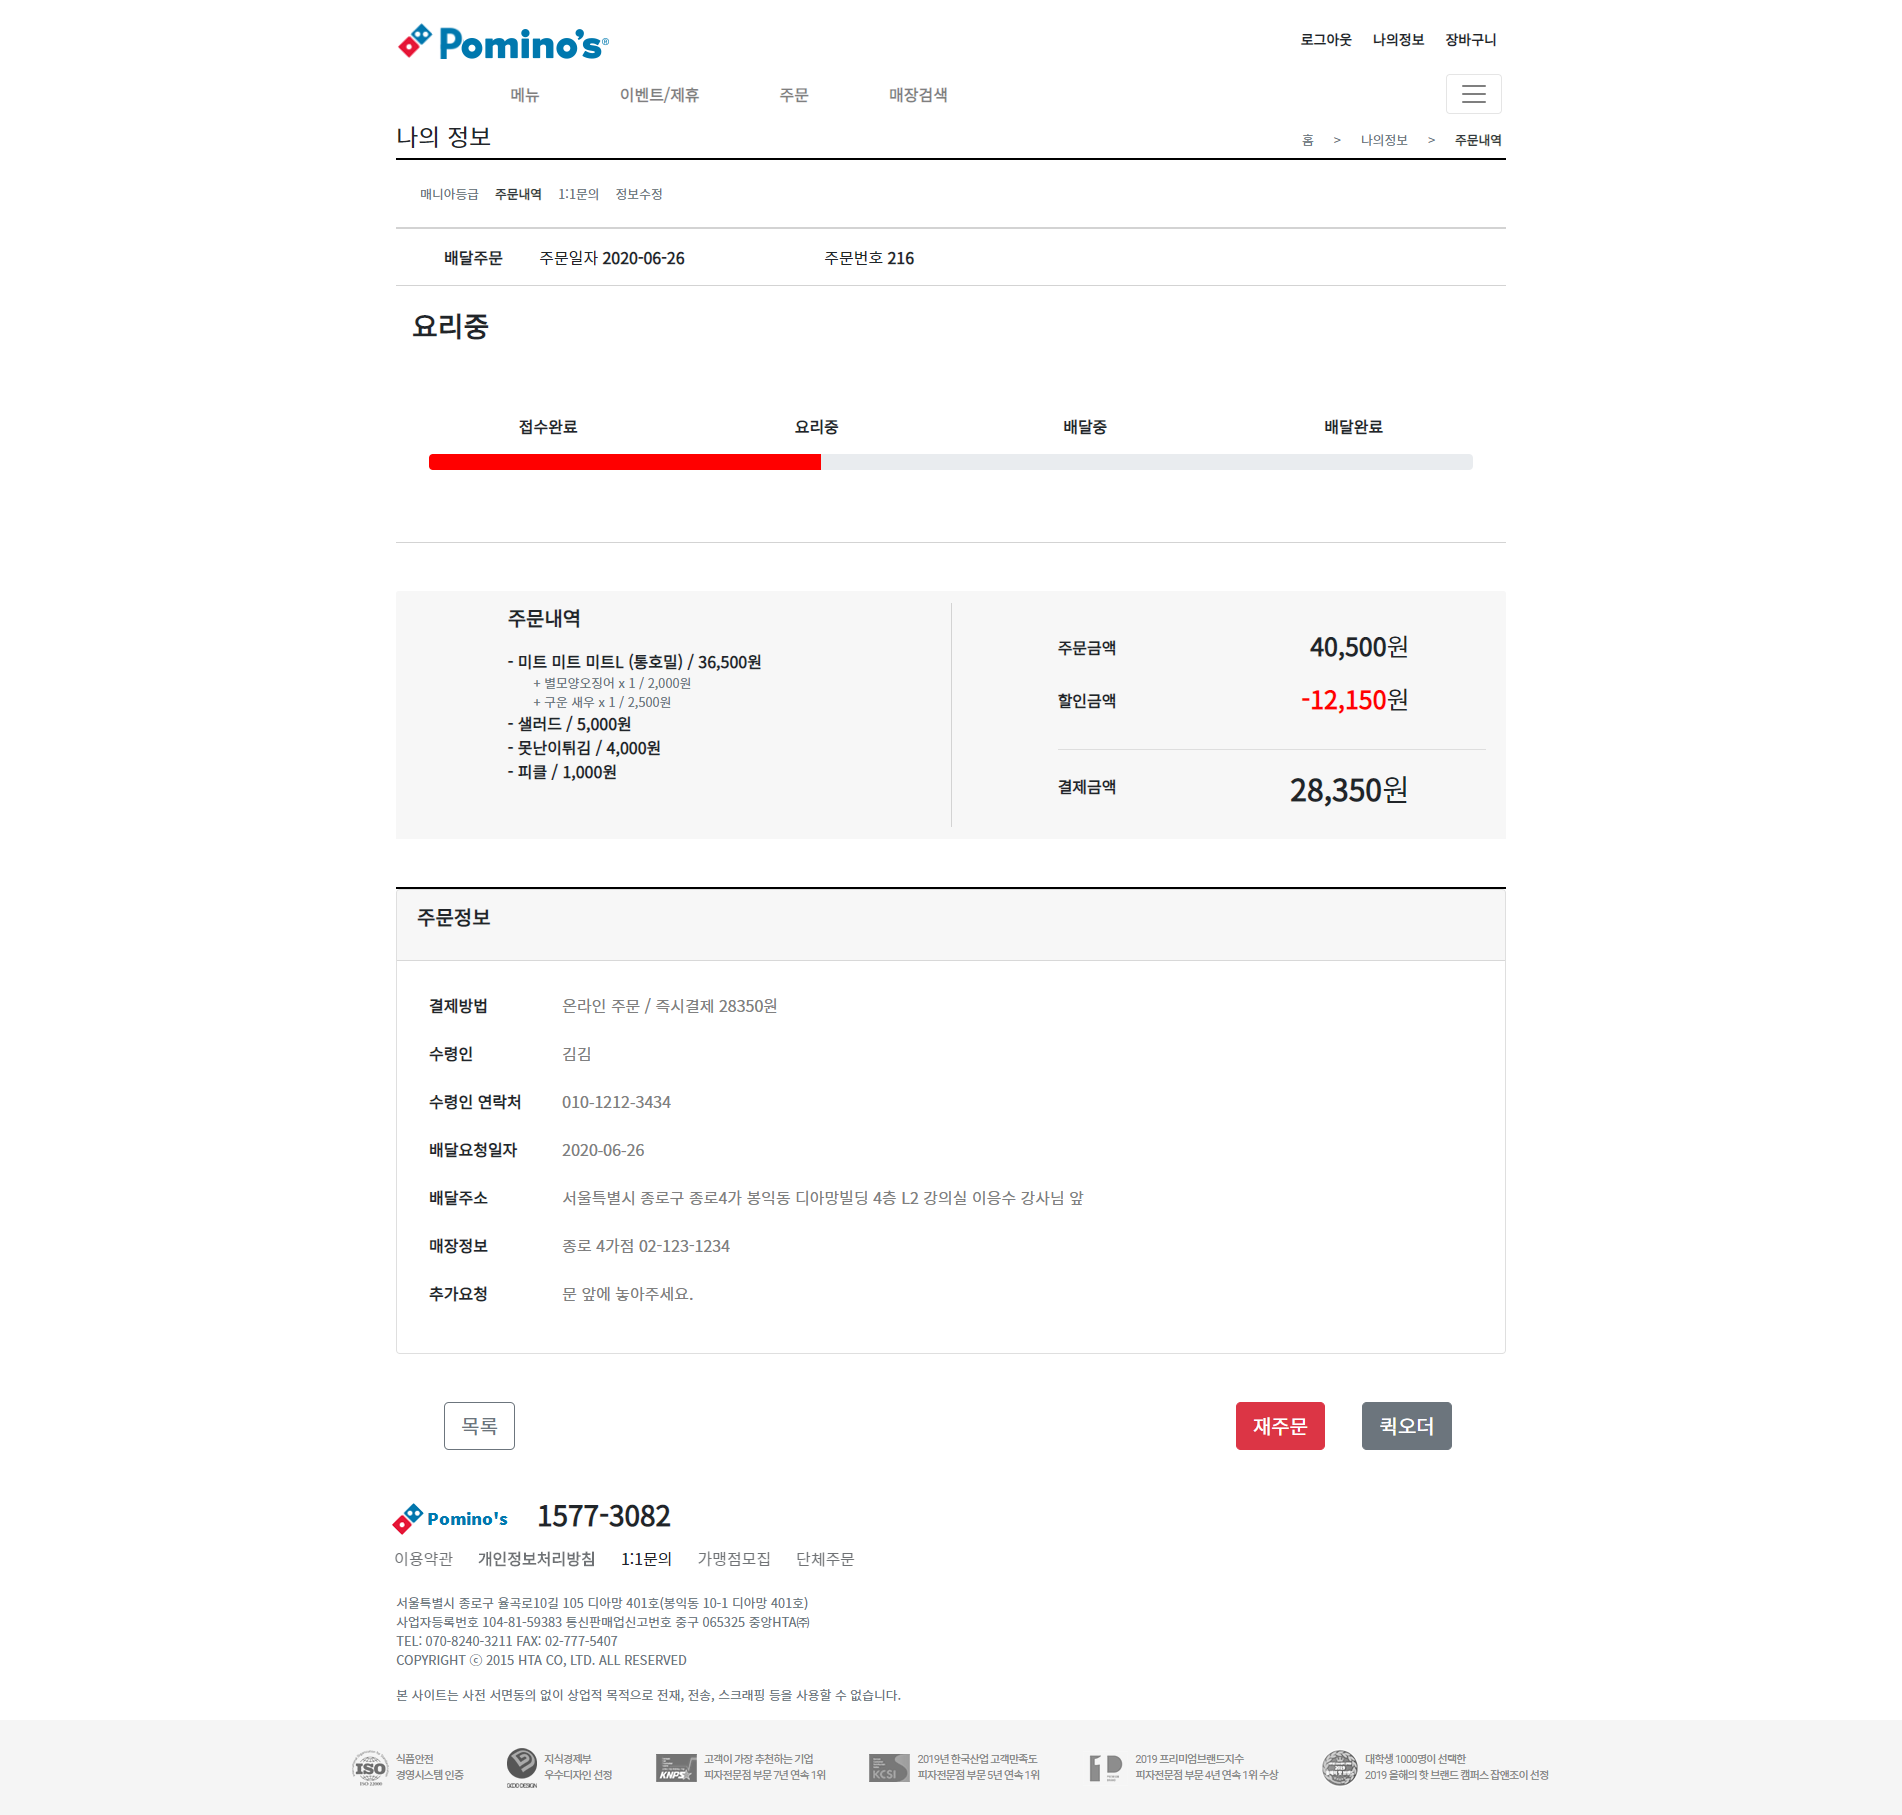 Pomino's®
로그아웃 나의정보 장바구니
메뉴 이벤트/제휴 주문 매장검색
나의 정보
홈 > 나의정보 > 주문내역
매니아등급 주문내역 1:1문의 정보수정
배달주문 주문일자 2020-06-26 주문번호 216
요리중
접수완료 요리중 배달중 배달완료
주문내역
- 미트 미트 미트L (통호밀) / 36,500원
+ 별모양오징어 x 1 / 2,000원
+ 구운 새우 x 1 / 2,500원
- 샐러드 / 5,000원
- 못난이튀김 / 4,000원
- 피클 / 1,000원
주문금액 40,500원
할인금액 -12,150원
결제금액 28,350원
주문정보
결제방법 온라인 주문 / 즉시결제 28350원
수령인 김김
수령인 연락처 010-1212-3434
배달요청일자 2020-06-26
배달주소 서울특별시 종로구 종로4가 봉익동 디아망빌딩 4층 L2 강의실 이응수 강사님 앞
매장정보 종로 4가점 02-123-1234
추가요청 문 앞에 놓아주세요.
목록 재주문 퀵오더
Pomino's 1577-3082
이용약관 개인정보처리방침 1:1문의 가맹점모집 단체주문
서울특별시 종로구 율곡로10길 105 디아망 401호(봉익동 10-1 디아망 401호)
사업자등록번호 104-81-59383 통신판매업신고번호 중구 065325 중앙HTA㈜
TEL: 070-8240-3211 FAX: 02-777-5407
COPYRIGHT ⓒ 2015 HTA CO, LTD. ALL RESERVED
본 사이트는 사전 서면동의 없이 상업적 목적으로 전재, 전송, 스크래핑 등을 사용할 수 없습니다.
ISO
식품안전
경영시스템 인증
GOOD DESIGN
지식경제부
우수디자인 선정
KNPS
고객이 가장 추천하는 기업
피자전문점 부문 7년 연속 1위
KCSI
2019년 한국산업 고객만족도
피자전문점 부문 5년 연속 1위
2019 프리미엄브랜드지수
피자전문점 부문 4년 연속 1위 수상
대학생 1000명이 선택한
2019 올해의 핫 브랜드 캠퍼스 잡앤조이 선정